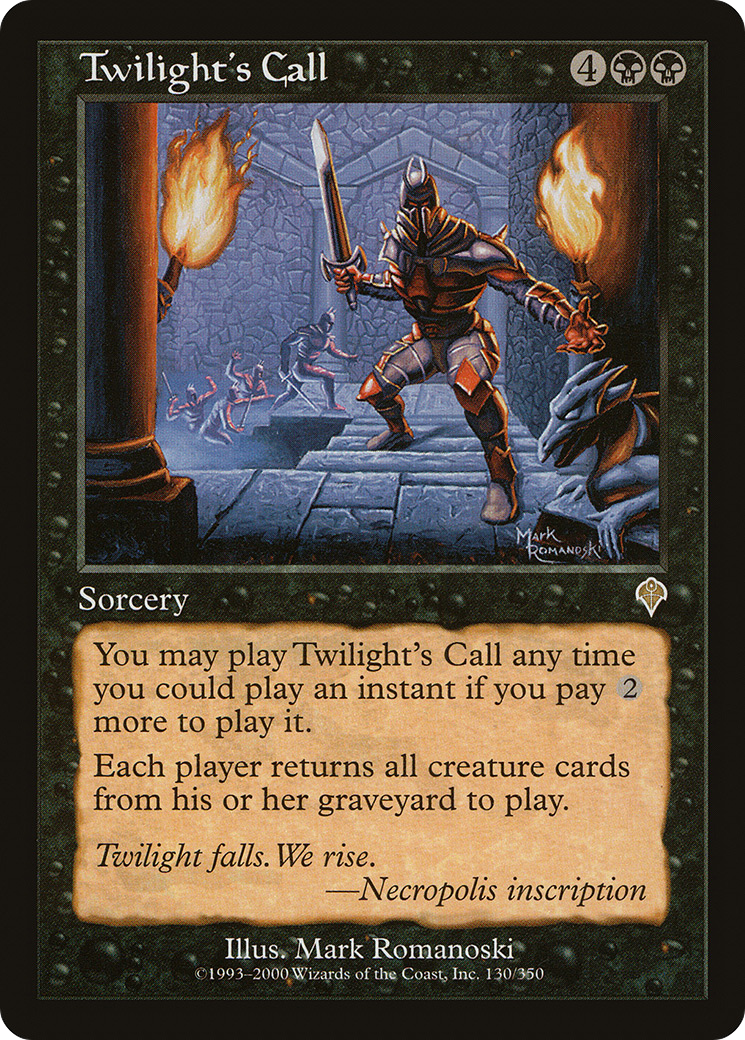 Twilight's Call
4
Mark
Romanoski
Sorcery
You may play Twilight's Call any time
you could play an instant if you pay 2
more to play it.
Each player returns all creature cards
from his or her graveyard to play.
Twilight falls. We rise.
—Necropolis inscription
Illus. Mark Romanoski
©1993–2000 Wizards of the Coast, Inc. 130/350